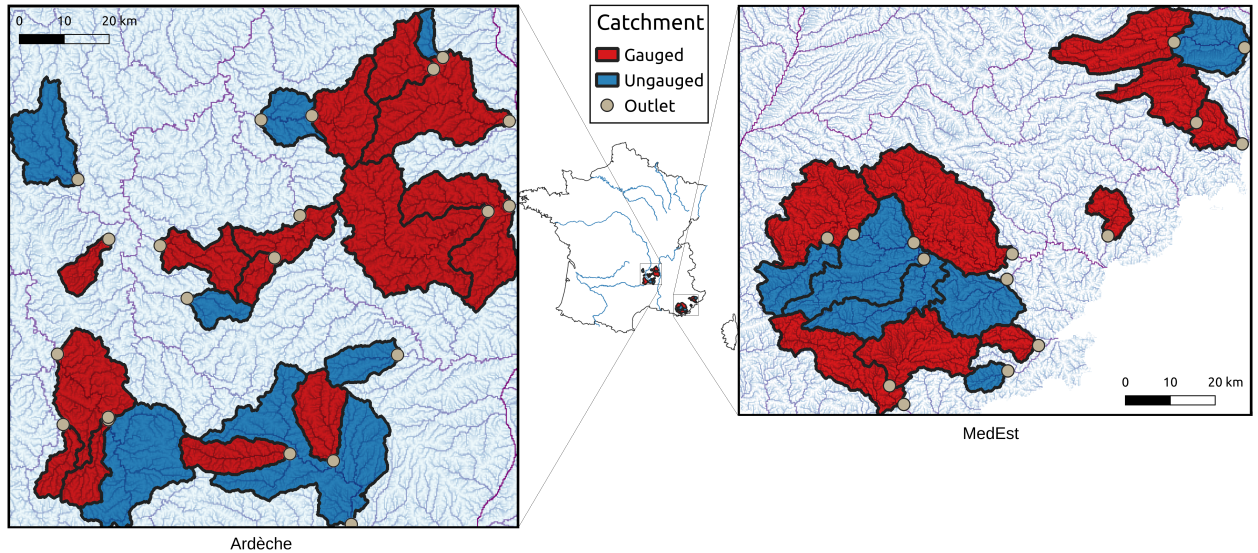 0 10 20 km
Catchment
Gauged
Ungauged
Outlet
0 10 20 km
MedEst
Ardèche